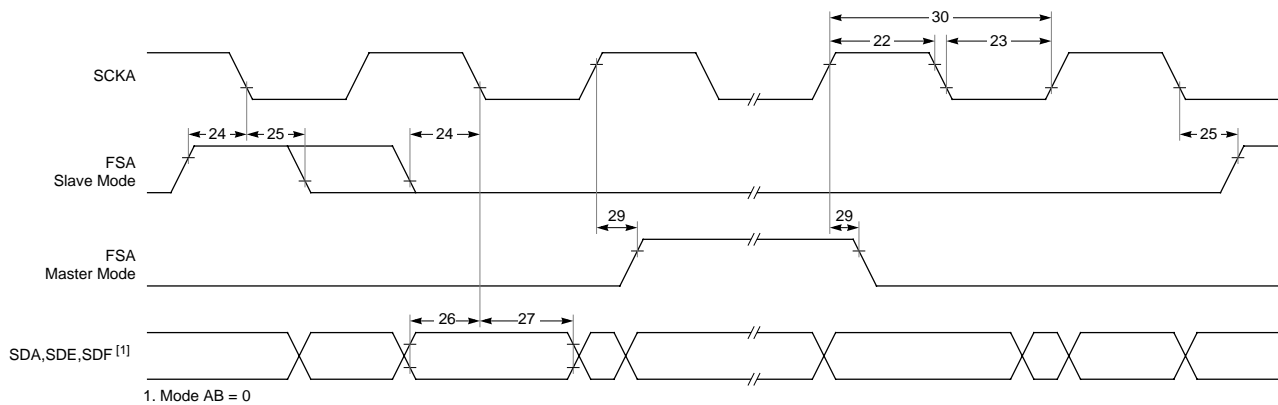 30
22
23
SCKA
24
25
24
25
FSA
Slave Mode
29
29
FSA
Master Mode
26
27
SDA,SDE,SDF [1]
1. Mode AB = 0